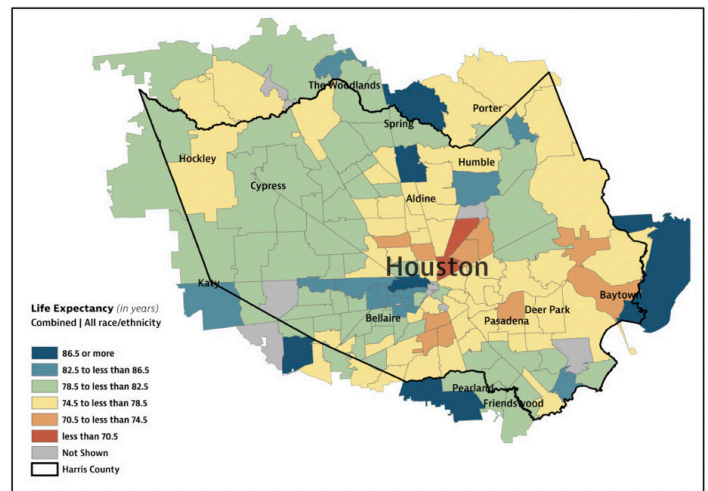 The Woodlands
Porter
Spring
Hockley
Humble
Cypress
Aldine
Houston
Katy
Baytown
Life Expectancy (in years)
Combined | All race/ethnicity
Deer Park
Bellaire
Pasadena
86.5 or more
82.5 to less than 86.5
78.5 to less than 82.5
Pearland
74.5 to less than 78.5
Friendswood
70.5 to less than 74.5
less than 70.5
Not Shown
Harris County